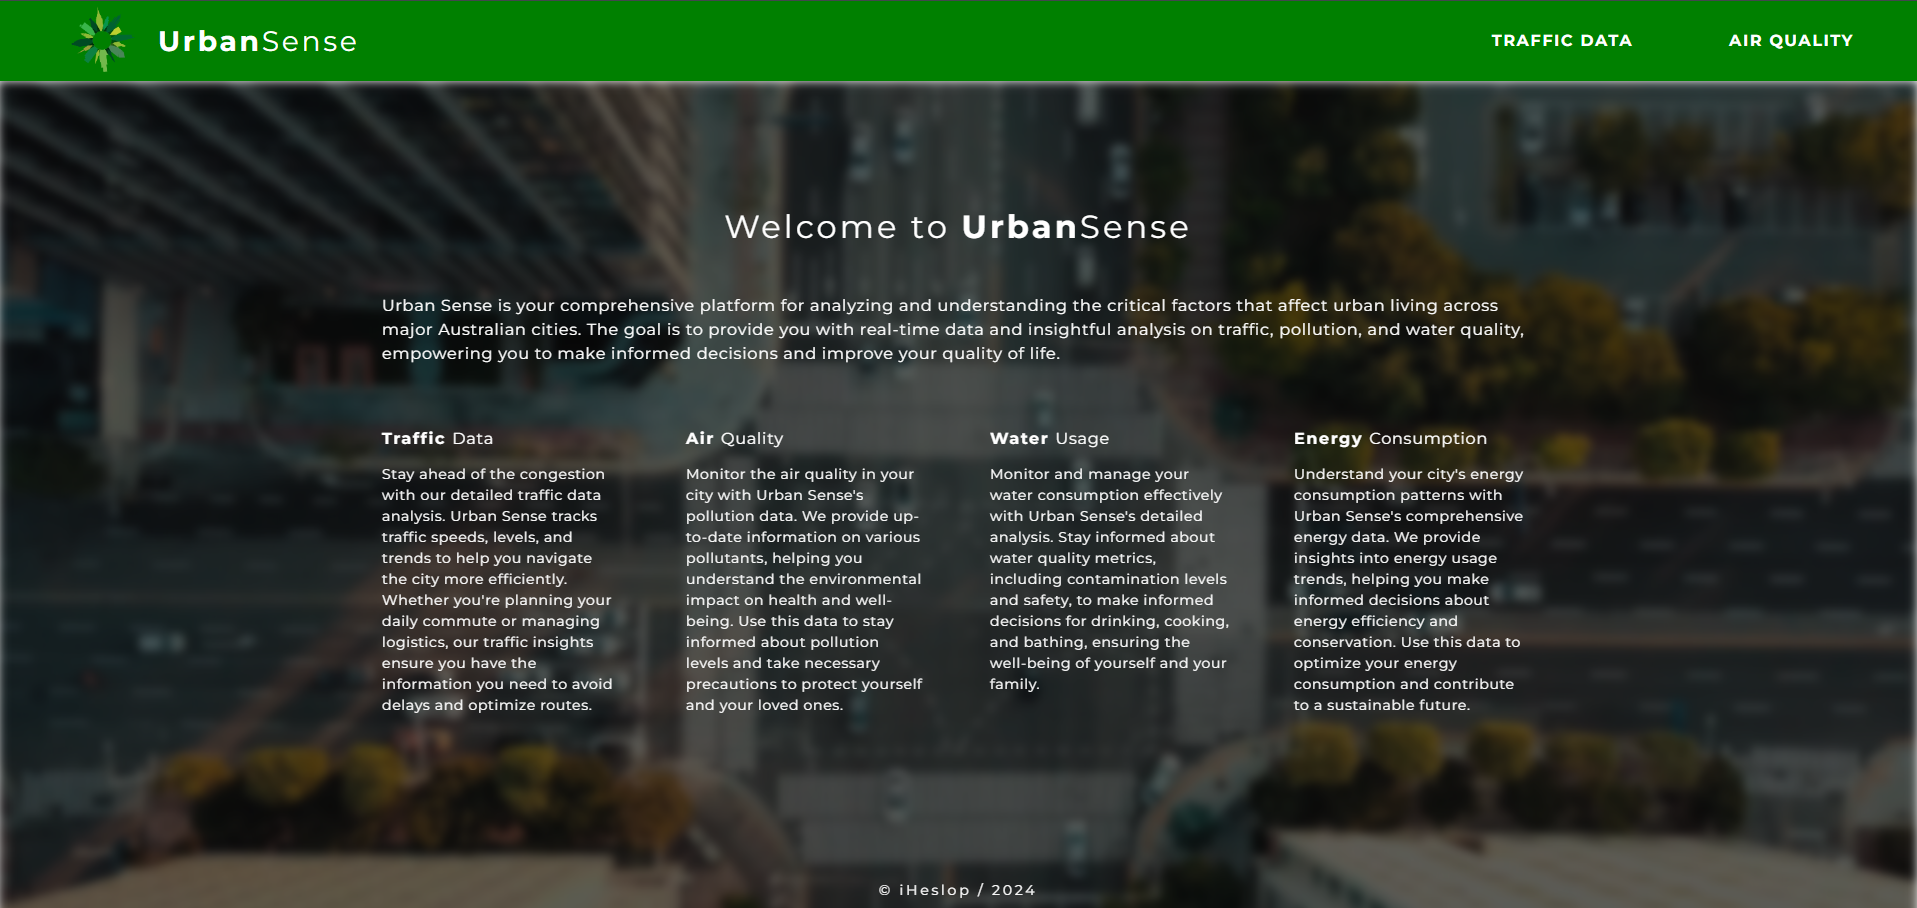 UrbanSense
TRAFFIC DATA
AIR QUALITY
Welcome to UrbanSense
Urban Sense is your comprehensive platform for analyzing and understanding the critical factors that affect urban living across
major Australian cities. The goal is to provide you with real-time data and insightful analysis on traffic, pollution, and water quality,
empowering you to make informed decisions and improve your quality of life.
Traffic Data
Stay ahead of the congestion
with our detailed traffic data
analysis. Urban Sense tracks
traffic speeds, levels, and
trends to help you navigate
the city more efficiently.
Whether you're planning your
daily commute or managing
logistics, our traffic insights
ensure you have the
information you need to avoid
delays and optimize routes.
Air Quality
Monitor the air quality in your
city with Urban Sense's
pollution data. We provide up-
to-date information on various
pollutants, helping you
understand the environmental
impact on health and well-
being. Use this data to stay
informed about pollution
levels and take necessary
precautions to protect yourself
and your loved ones.
Water Usage
Monitor and manage your
water consumption effectively
with Urban Sense's detailed
analysis. Stay informed about
water quality metrics,
including contamination levels
and safety, to make informed
decisions for drinking, cooking,
and bathing, ensuring the
well-being of yourself and your
family.
Energy Consumption
Understand your city's energy
consumption patterns with
Urban Sense's comprehensive
energy data. We provide
insights into energy usage
trends, helping you make
informed decisions about
energy efficiency and
conservation. Use this data to
optimize your energy
consumption and contribute
to a sustainable future.
© iHeslop / 2024